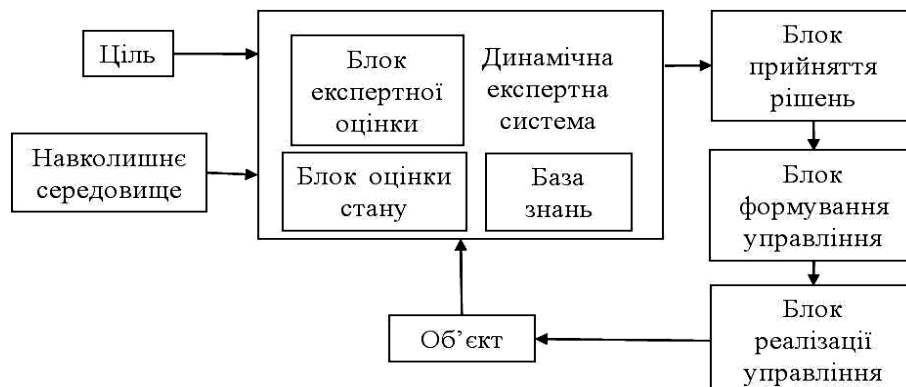 Ціль
Навколишнє
середовище
Блок
експертної
оцінки
Динамічна
експертна
система
Блок оцінки
стану
База
знань
Блок
прийняття
рішень
Блок
формування
управління
Блок
реалізації
управління
Об’єкт